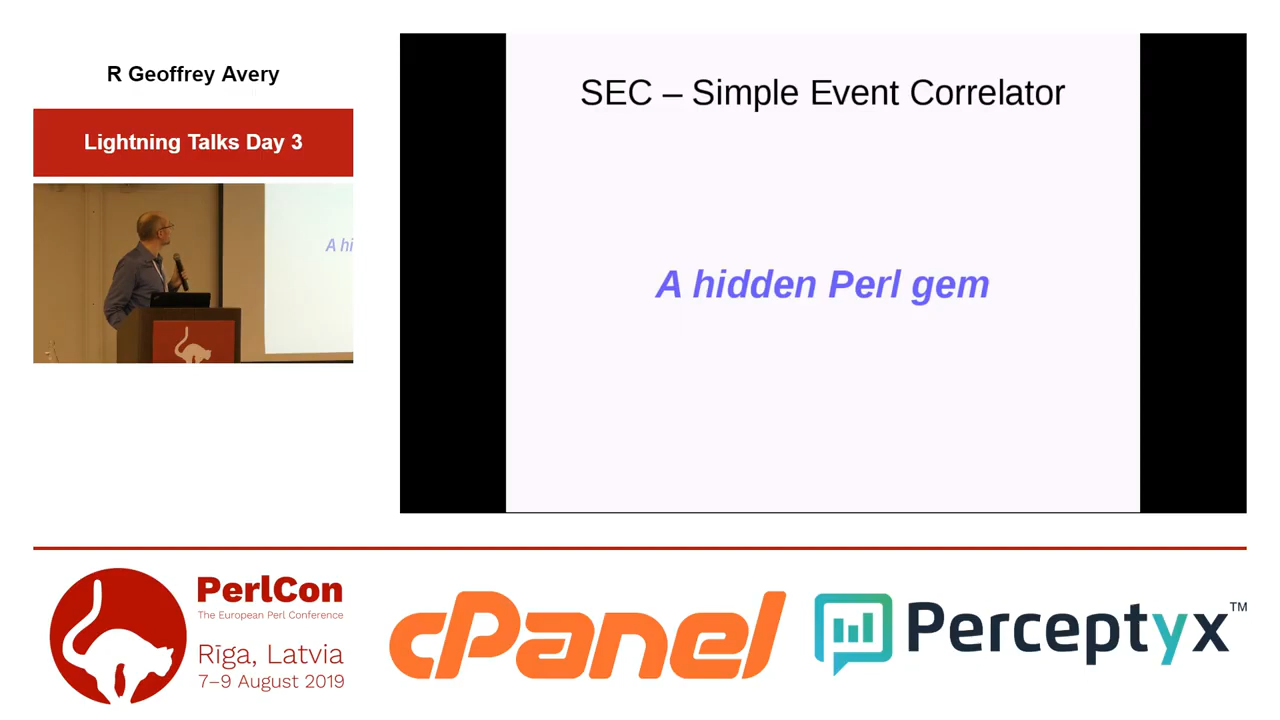 R Geoffrey Avery
Lightning Talks Day 3
A hi
SEC – Simple Event Correlator
A hidden Perl gem
PerlCon
The European Perl Conference
Rīga, Latvia
7–9 August 2019
cPanel
Perceptyx™